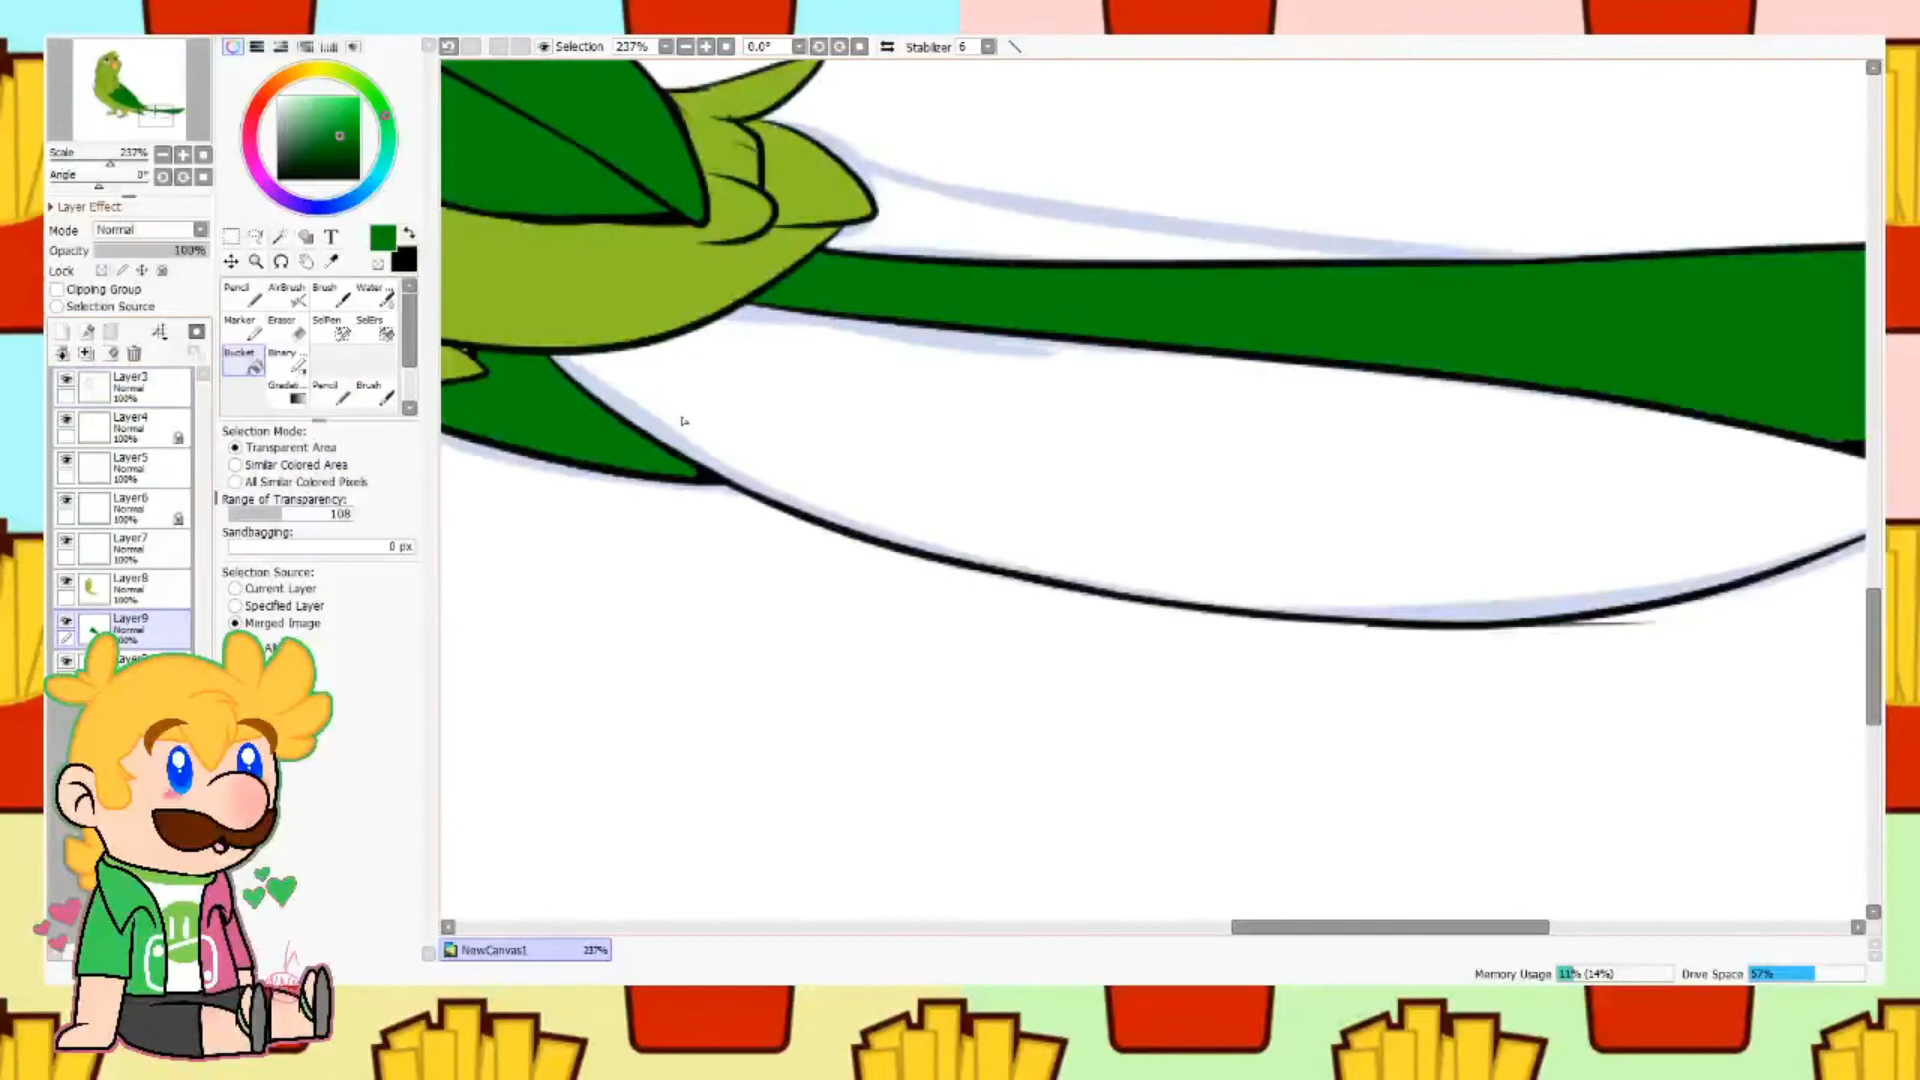 Selection 237% 0.0° Stabilizer 6
Scale 237%
Angle 0°
Layer Effect
Mode Normal
Opacity 100%
Lock
Clipping Group
Selection Source
T
Pencil AirBrush Brush Water ...
Marker Eraser SelPen SelErs
Bucket Binary ...
Gradati... Pencil Brush
Layer3
Normal
100%
Layer4
Normal
100%
Layer5
Normal
100%
Layer6
Normal
100%
Layer7
Normal
100%
Layer8
Normal
100%
Layer9
Normal
Selection Mode:
Transparent Area
Similar Colored Area
All Similar Colored Pixels
Range of Transparency:
108
Sandbagging:
0 px
Selection Source:
Current Layer
Specified Layer
Merged Image
NewCanvas1 237%
Memory Usage 11% (14%) Drive Space 57%